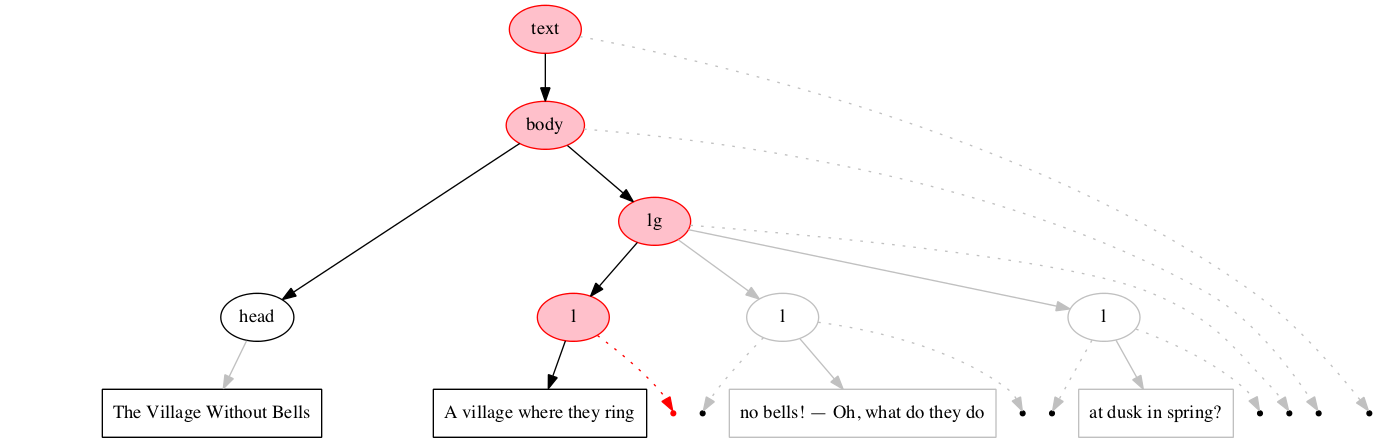 text
body
lg
head
l
l
l
The Village Without Bells
A village where they ring
no bells! — Oh, what do they do
at dusk in spring?